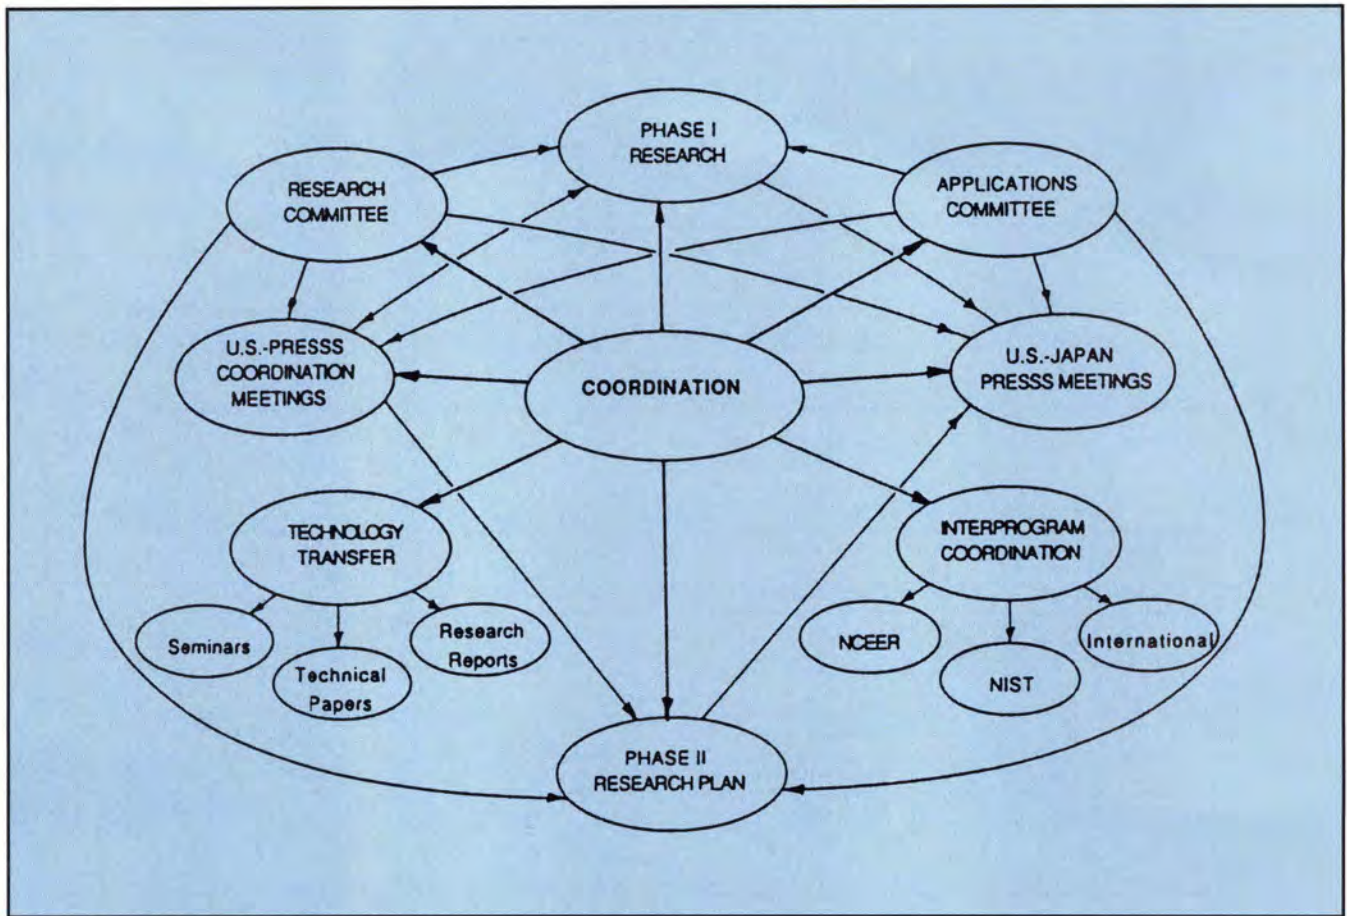 PHASE I
RESEARCH
RESEARCH
COMMITTEE
APPLICATIONS
COMMITTEE
U.S.-PRESSS
COORDINATION
MEETINGS
COORDINATION
U.S.-JAPAN
PRESSS MEETINGS
TECHNOLOGY
TRANSFER
INTERPROGRAM
COORDINATION
Seminars
Technical
Papers
Research
Reports
NCEER
NIST
International
PHASE II
RESEARCH PLAN